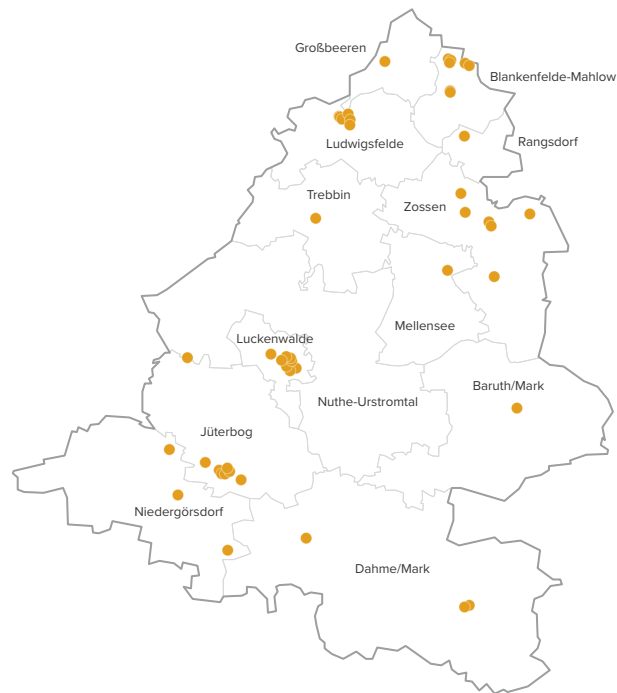 Großbeeren
Blankenfelde-Mahlow
Ludwigsfelde
Rangsdorf
Trebbin
Zossen
Mellensee
Luckenwalde
Baruth/Mark
Nuthe-Urstromtal
Jüterbog
Niedergörsdorf
Dahme/Mark